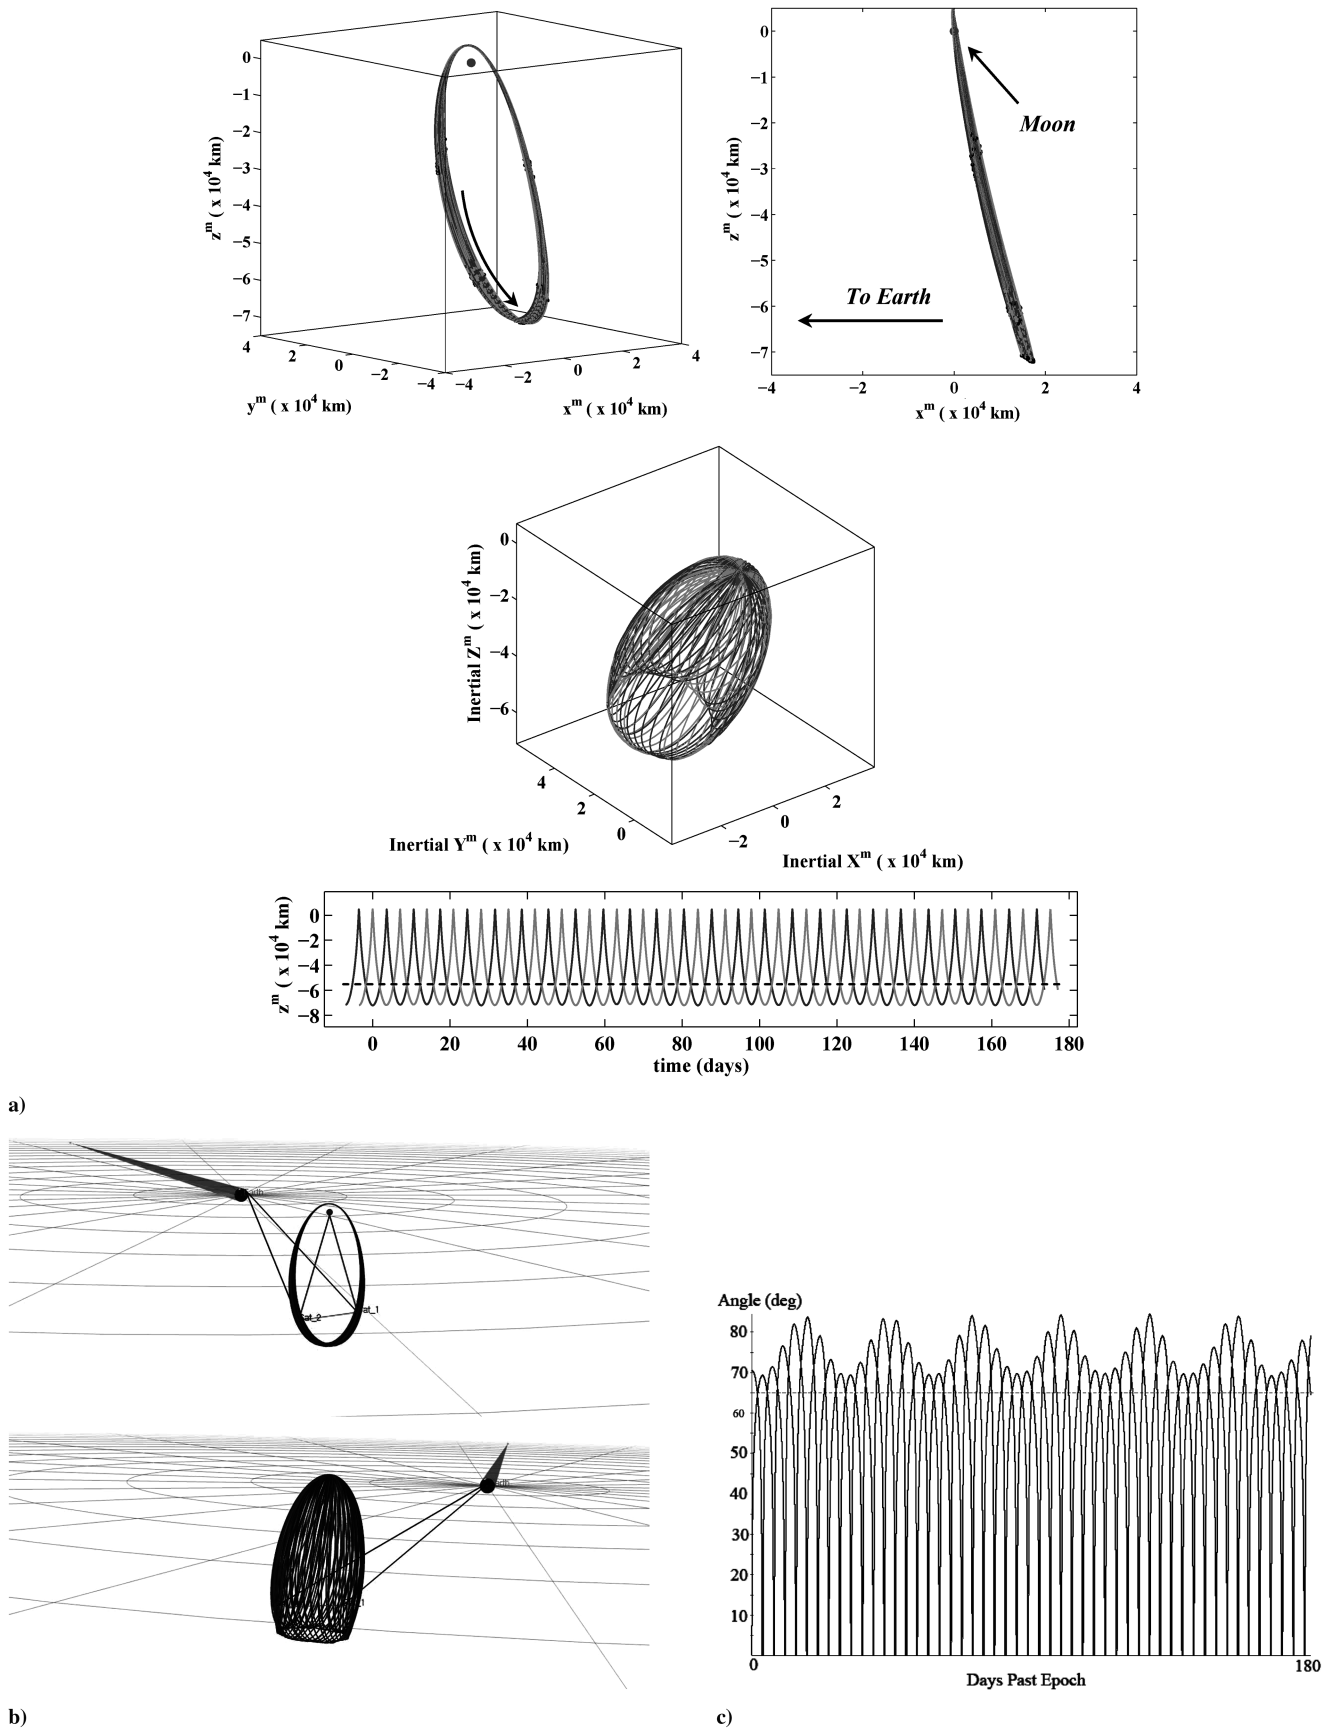 0
−1
−2
−3
−4
−5
−6
−7
z^m ( x 10^4 km)
4
2
0
−2
−4
y^m ( x 10^4 km)
−4
−2
0
2
4
x^m ( x 10^4 km)
0
−1
−2
−3
−4
−5
−6
−7
z^m ( x 10^4 km)
Moon
To Earth
−4
−2
0
2
4
x^m ( x 10^4 km)
0
−2
−4
−6
Inertial Z^m ( x 10^4 km)
4
2
0
Inertial Y^m ( x 10^4 km)
−2
0
2
Inertial X^m ( x 10^4 km)
0
−2
−4
−6
−8
z^m ( x 10^4 km)
0 20 40 60 80 100 120 140 160 180
time (days)
a)
at_2
at_1
b)
Angle (deg)
80
70
60
50
40
30
20
10
0
180
Days Past Epoch
c)